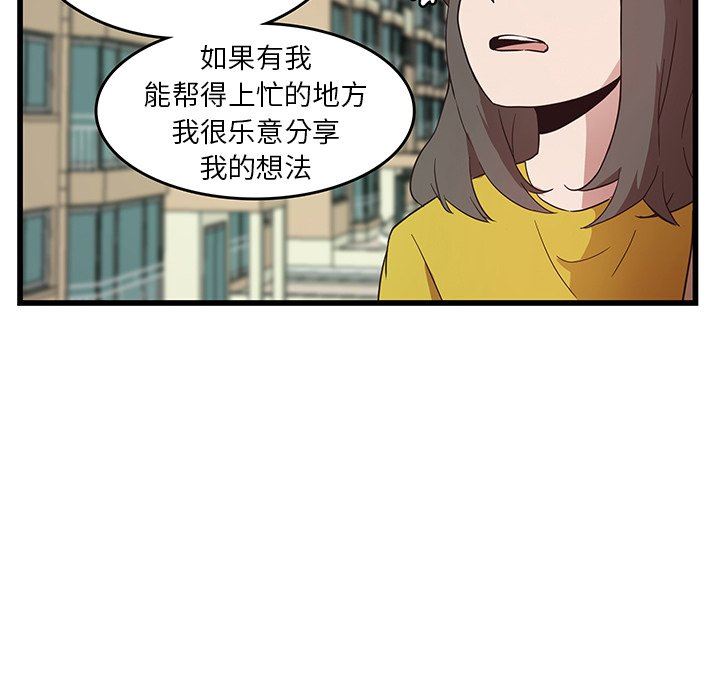 如果有我
能帮得上忙的地方
我很乐意分享
我的想法